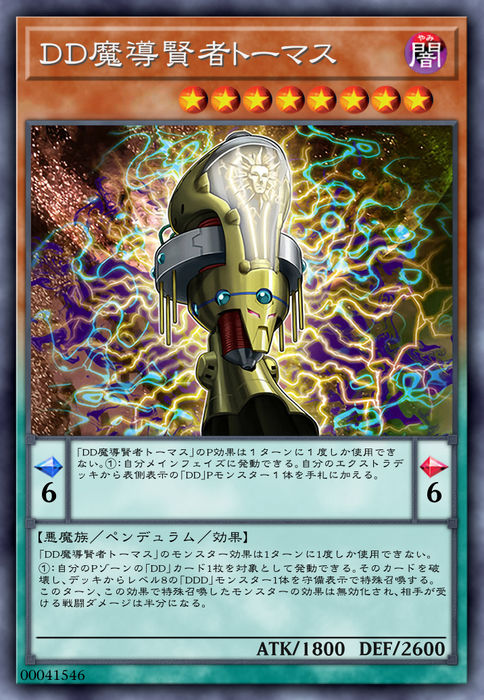 DD魔導賢者トーマス
やみ
闇
「DD魔導賢者トーマス」のP効果は１ターンに１度しか使用でき
ない。①：自分メインフェイズに発動できる。自分のエクストラデ
ッキから表側表示の「DD」Pモンスター１体を手札に加える。
6
6
【悪魔族／ペンデュラム／効果】
「DD魔導賢者トーマス」のモンスター効果は1ターンに1度しか使用できない。
①：自分のPゾーンの「DD」カード1枚を対象として発動できる。そのカードを破
壊し、デッキからレベル8の「DDD」モンスター1体を守備表示で特殊召喚する。
このターン、この効果で特殊召喚したモンスターの効果は無効化され、相手が受
ける戦闘ダメージは半分になる。
ATK/1800 DEF/2600
00041546